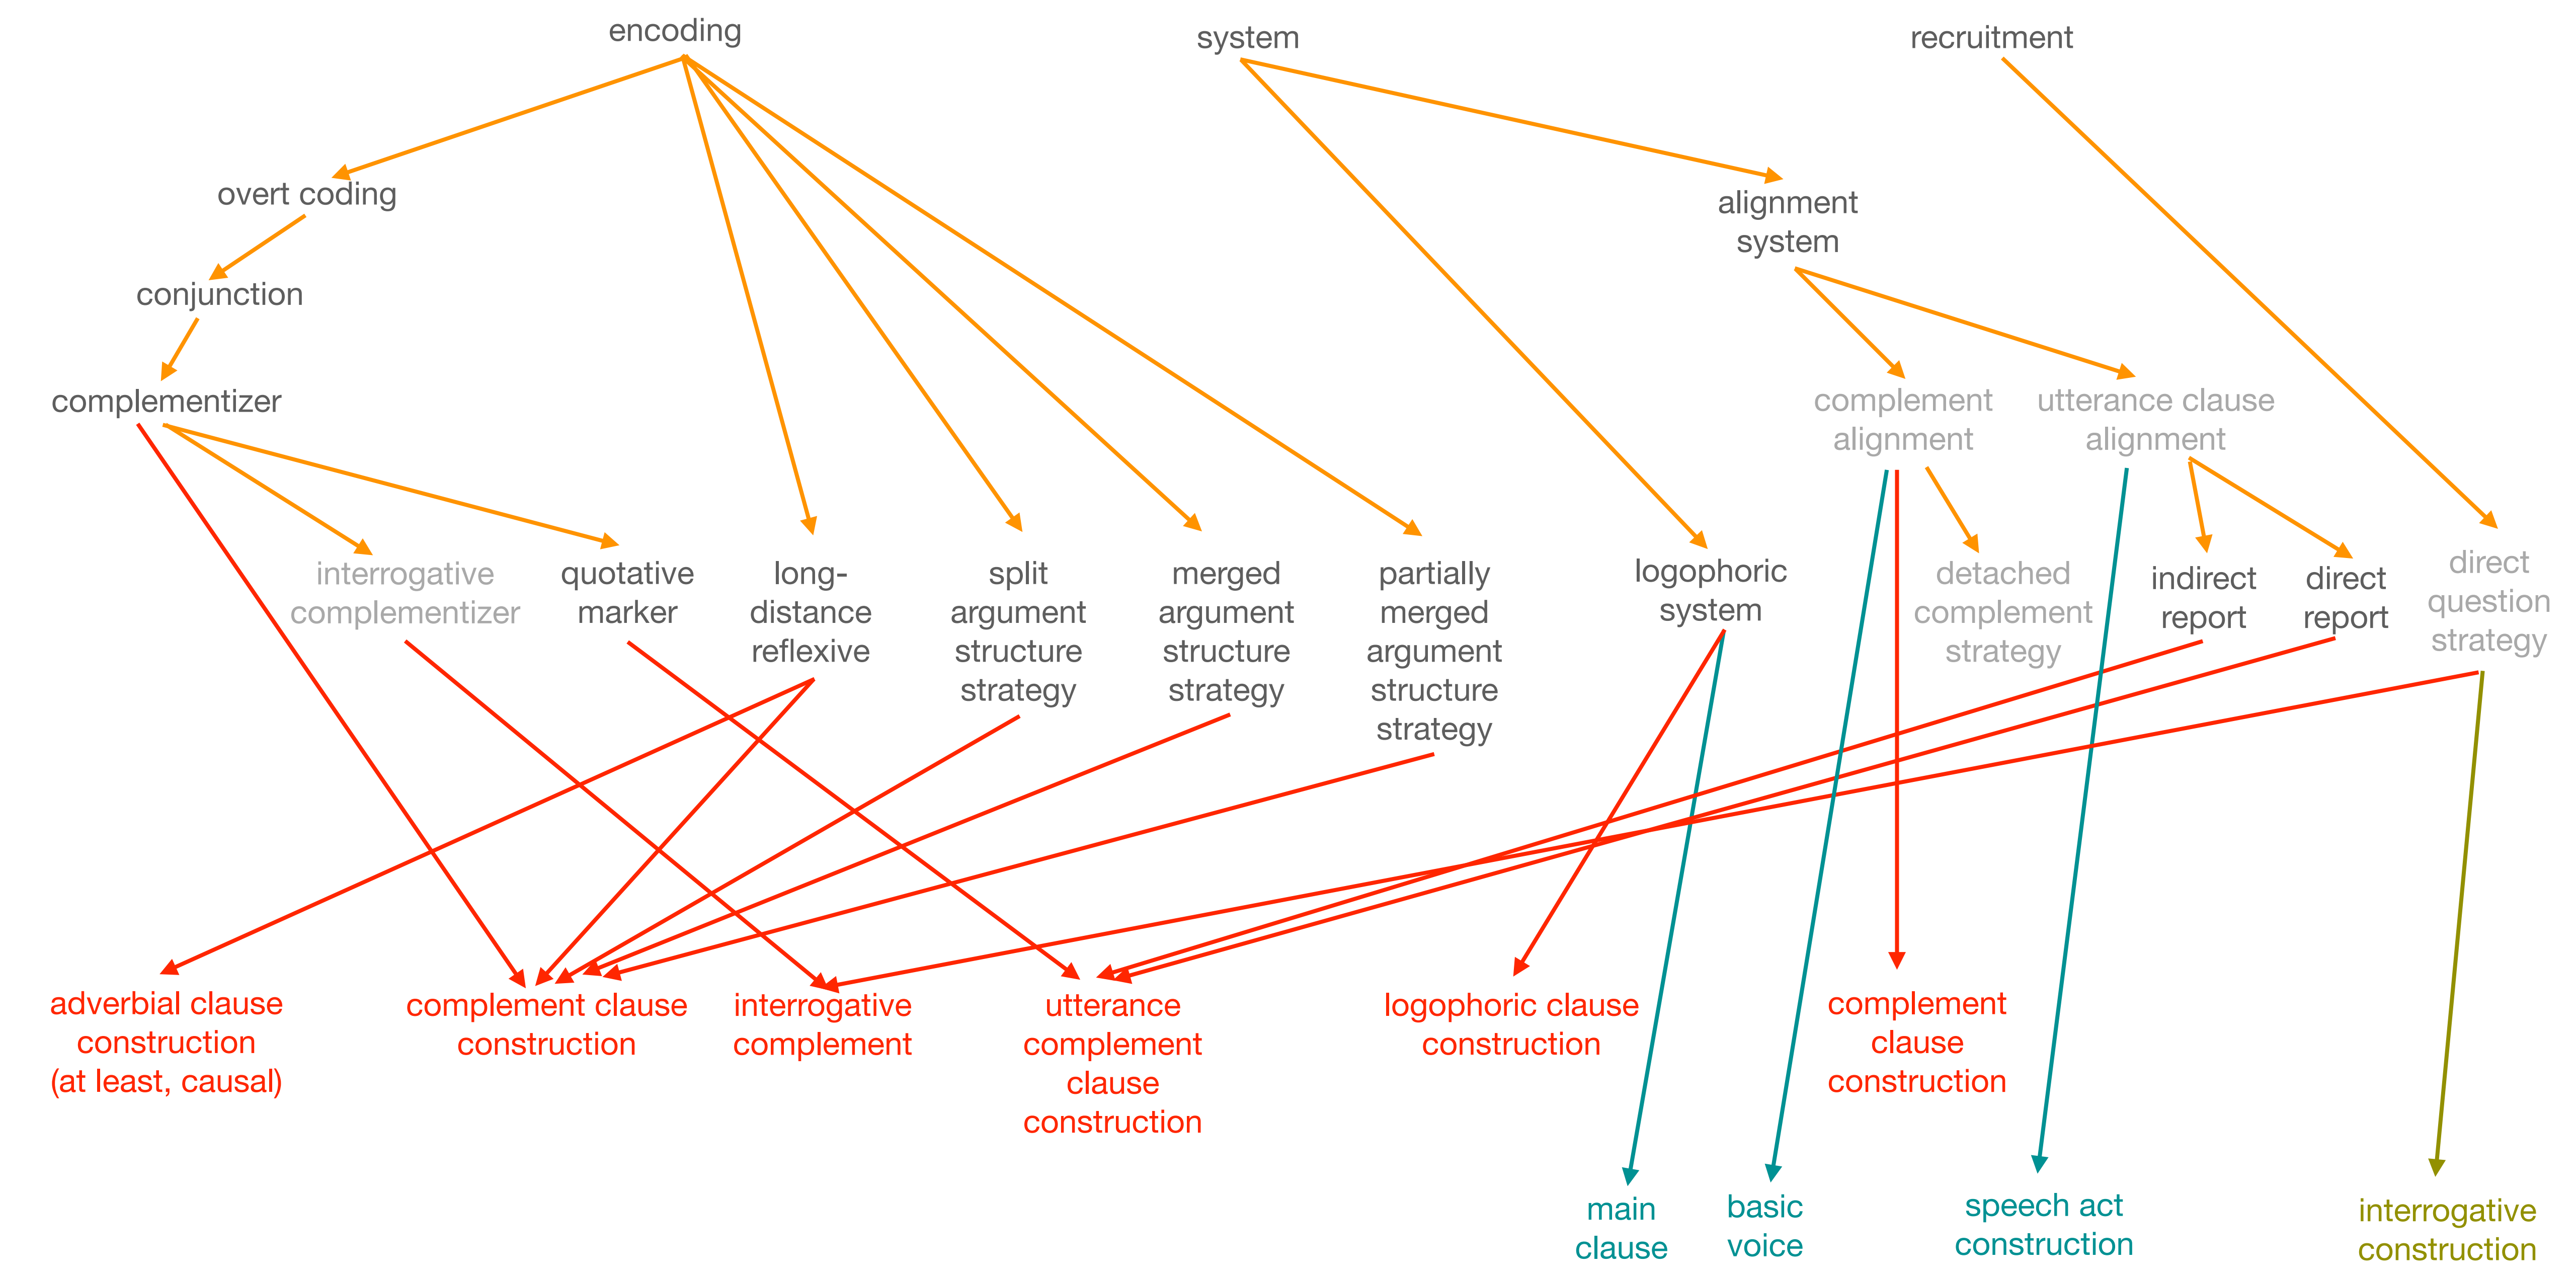 encoding
system
recruitment
overt coding
alignment
system
conjunction
complementizer
complement
alignment
utterance clause
alignment
interrogative
complementizer
quotative
marker
long-
distance
reflexive
split
argument
structure
strategy
merged
argument
structure
strategy
partially
merged
argument
structure
strategy
logophoric
system
detached
complement
strategy
indirect
report
direct
report
direct
question
strategy
adverbial clause
construction
(at least, causal)
complement clause
construction
interrogative
complement
utterance
complement
clause
construction
logophoric clause
construction
complement
clause
construction
main
clause
basic
voice
speech act
construction
interrogative
construction